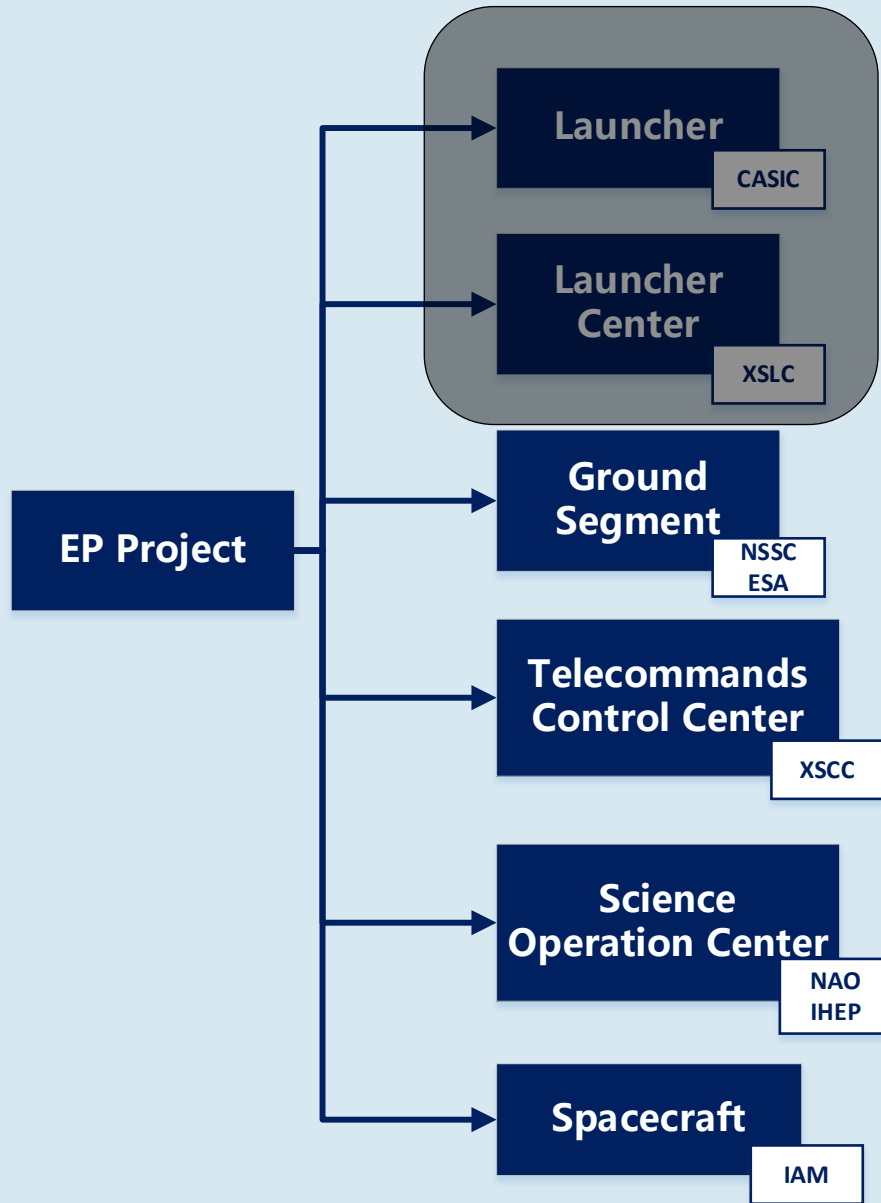 Launcher
CASIC
Launcher
Center
XSLC
Ground
Segment
NSSC
ESA
EP Project
Telecommands
Control Center
XSCC
Science
Operation Center
NAO
IHEP
Spacecraft
IAM